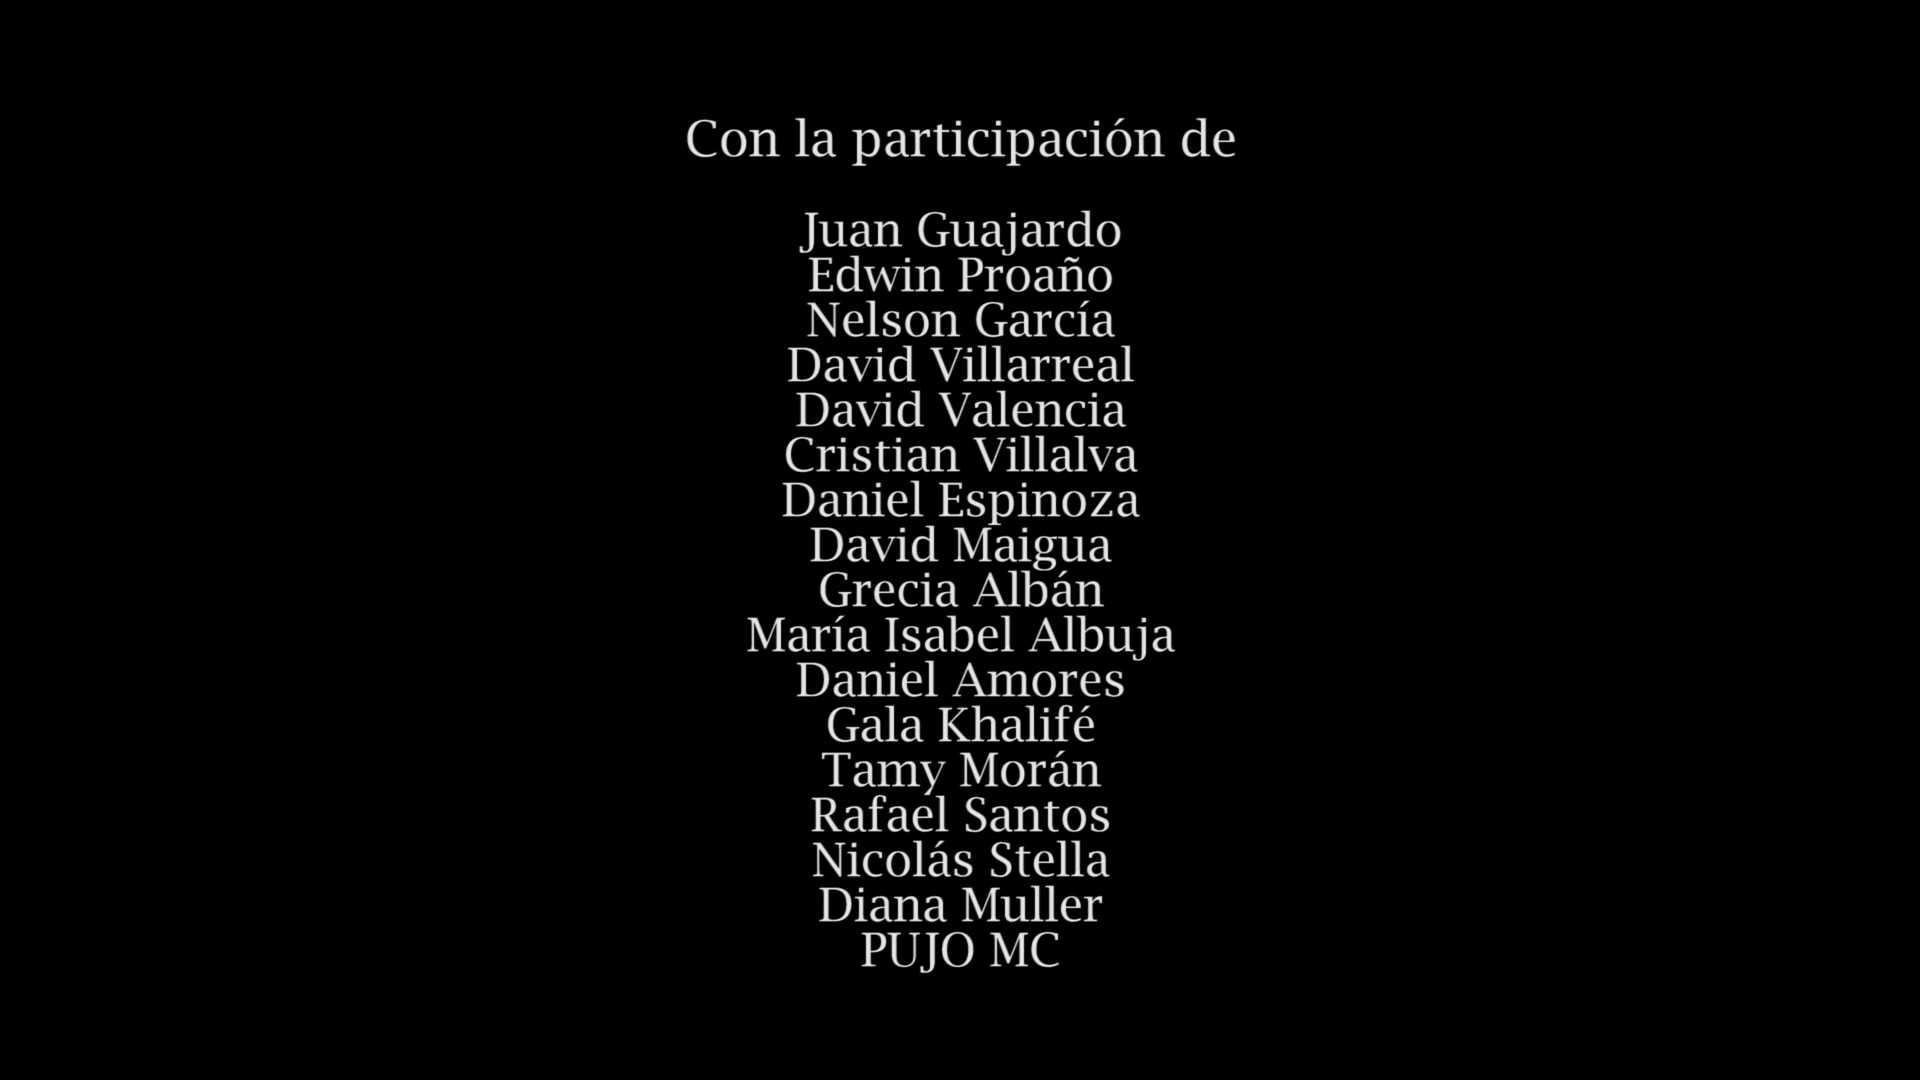 Con la participación de
Juan Guajardo
Edwin Proaño
Nelson García
David Villarreal
David Valencia
Cristian Villalva
Daniel Espinoza
David Maigua
Grecia Albán
María Isabel Albuja
Daniel Amores
Gala Khalifé
Tamy Morán
Rafael Santos
Nicolás Stella
Diana Muller
PUJO MC